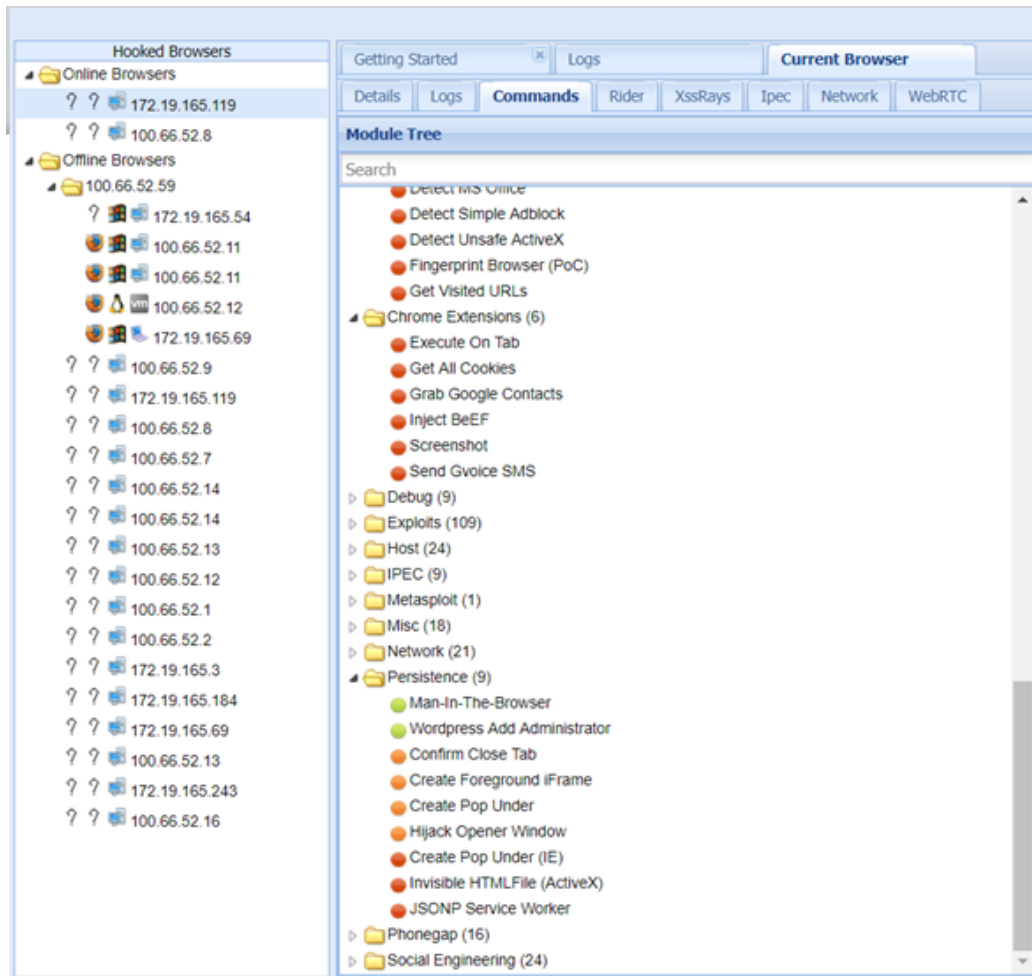 Hooked Browsers
Online Browsers
? ? 172.19.165.119
? ? 100.66.52.8
Offline Browsers
100.66.52.59
? 172.19.165.54
100.66.52.11
100.66.52.11
vm 100.66.52.12
172.19.165.69
? ? 100.66.52.9
? ? 172.19.165.119
? ? 100.66.52.8
? ? 100.66.52.7
? ? 100.66.52.14
? ? 100.66.52.14
? ? 100.66.52.13
? ? 100.66.52.12
? ? 100.66.52.1
? ? 100.66.52.2
? ? 172.19.165.3
? ? 172.19.165.184
? ? 172.19.165.69
? ? 100.66.52.13
? ? 172.19.165.243
? ? 100.66.52.16
Getting Started Logs Current Browser
Details Logs Commands Rider XssRays Ipec Network WebRTC
Module Tree
Search
Detect MS Office
Detect Simple Adblock
Detect Unsafe ActiveX
Fingerprint Browser (PoC)
Get Visited URLs
Chrome Extensions (6)
Execute On Tab
Get All Cookies
Grab Google Contacts
Inject BeEF
Screenshot
Send Gvoice SMS
Debug (9)
Exploits (109)
Host (24)
IPEC (9)
Metasploit (1)
Misc (18)
Network (21)
Persistence (9)
Man-In-The-Browser
Wordpress Add Administrator
Confirm Close Tab
Create Foreground iFrame
Create Pop Under
Hijack Opener Window
Create Pop Under (IE)
Invisible HTMLFile (ActiveX)
JSONP Service Worker
Phonegap (16)
Social Engineering (24)